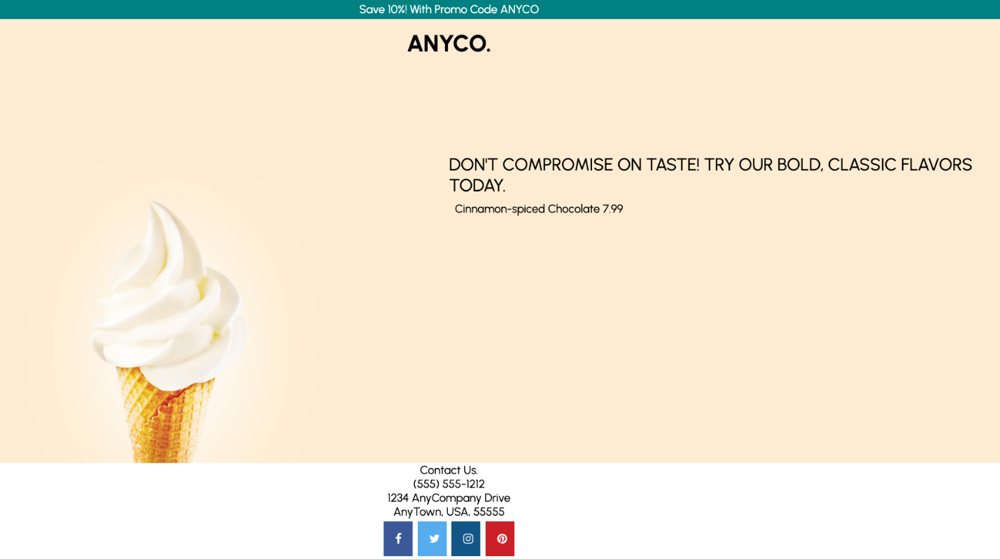 Save 10%! With Promo Code ANYCO
ANYCO.
DON'T COMPROMISE ON TASTE! TRY OUR BOLD, CLASSIC FLAVORS
TODAY.
Cinnamon-spiced Chocolate 7.99
Contact Us.
(555) 555-1212
1234 AnyCompany Drive
AnyTown, USA, 55555